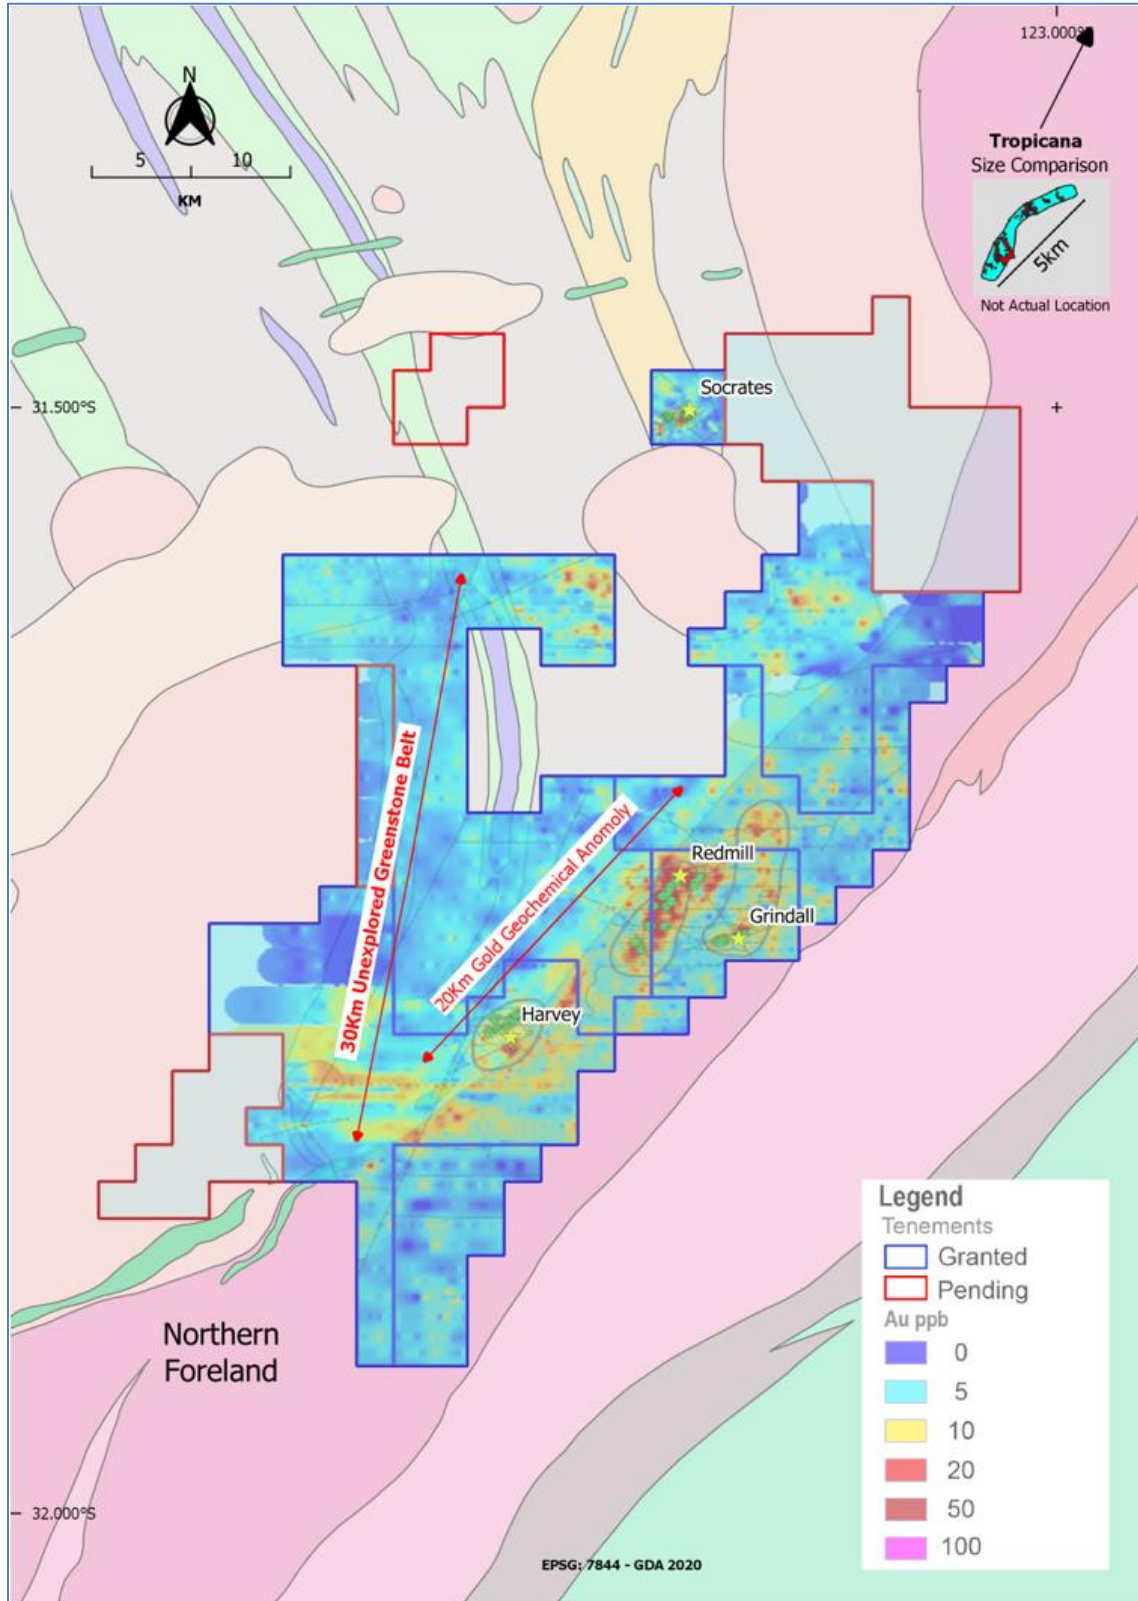 123.000°
N
5 10
KM
Tropicana
Size Comparison
5km
Not Actual Location
Socrates
31.500°S
30Km Unexplored Greenstone Belt
20Km Gold Geochemical Anomoly
Redmill
Grindall
Harvey
Northern
Foreland
Legend
Tenements
Granted
Pending
Au ppb
0
5
10
20
50
100
32.000°S
EPSG: 7844 - GDA 2020